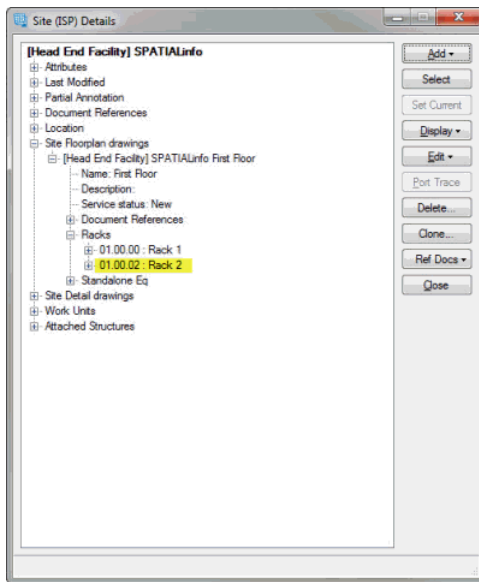 Site (ISP) Details
[Head End Facility] SPATIALinfo
Attributes
Last Modified
Partial Annotation
Document References
Location
Site Floorplan drawings
[Head End Facility] SPATIALinfo First Floor
Name: First Floor
Description:
Service status: New
Document References
Racks
01.00.00 : Rack 1
01.00.02 : Rack 2
Standalone Eq
Site Detail drawings
Work Units
Attached Structures
Add
Select
Set Current
Display
Edit
Port Trace
Delete...
Clone...
Ref Docs
Close